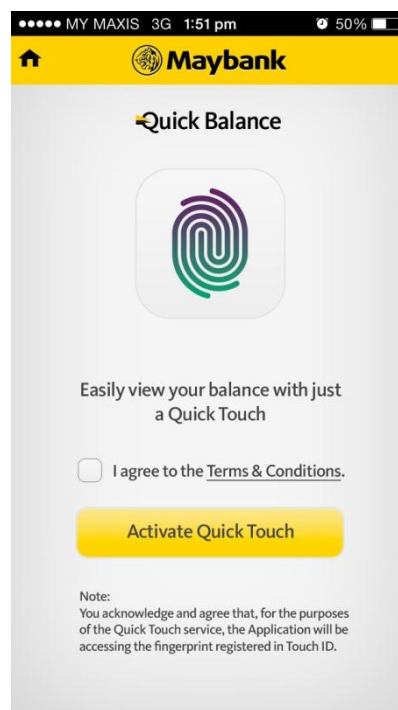 MY MAXIS 3G 1:51 pm 50%
Maybank
Quick Balance
Easily view your balance with just
a Quick Touch
I agree to the Terms & Conditions.
Activate Quick Touch
Note:
You acknowledge and agree that, for the purposes
of the Quick Touch service, the Application will be
accessing the fingerprint registered in Touch ID.